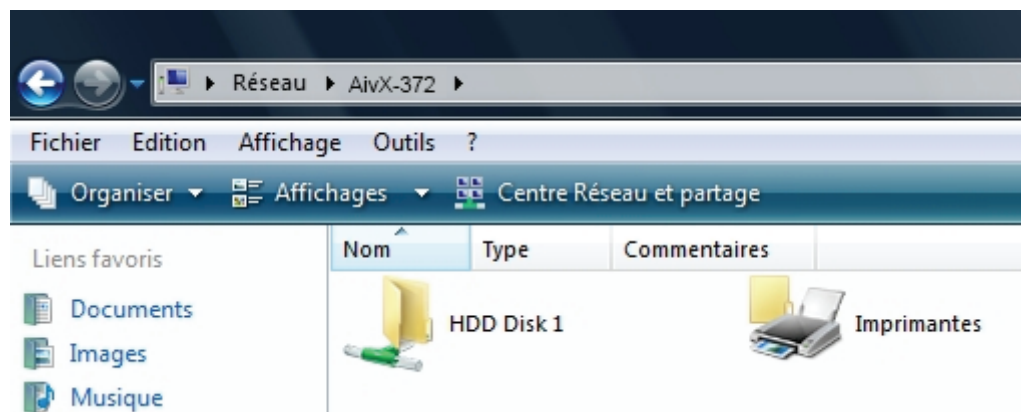 Réseau AivX-372
Fichier Edition Affichage Outils ?
Organiser Affichages Centre Réseau et partage
Liens favoris
Documents
Images
Musique
Nom Type Commentaires
HDD Disk 1 Imprimantes